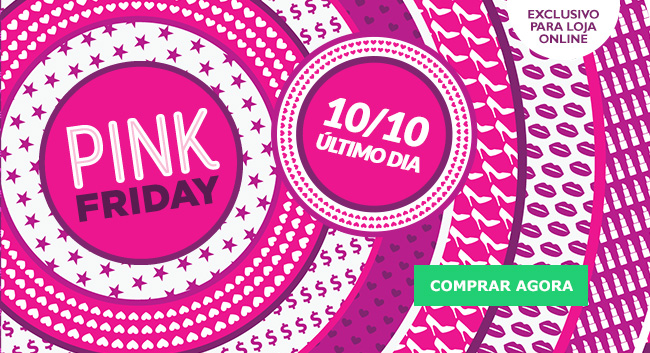 EXCLUSIVO
PARA LOJA
ONLINE
PINK
FRIDAY
10/10
ÚLTIMO DIA
COMPRAR AGORA